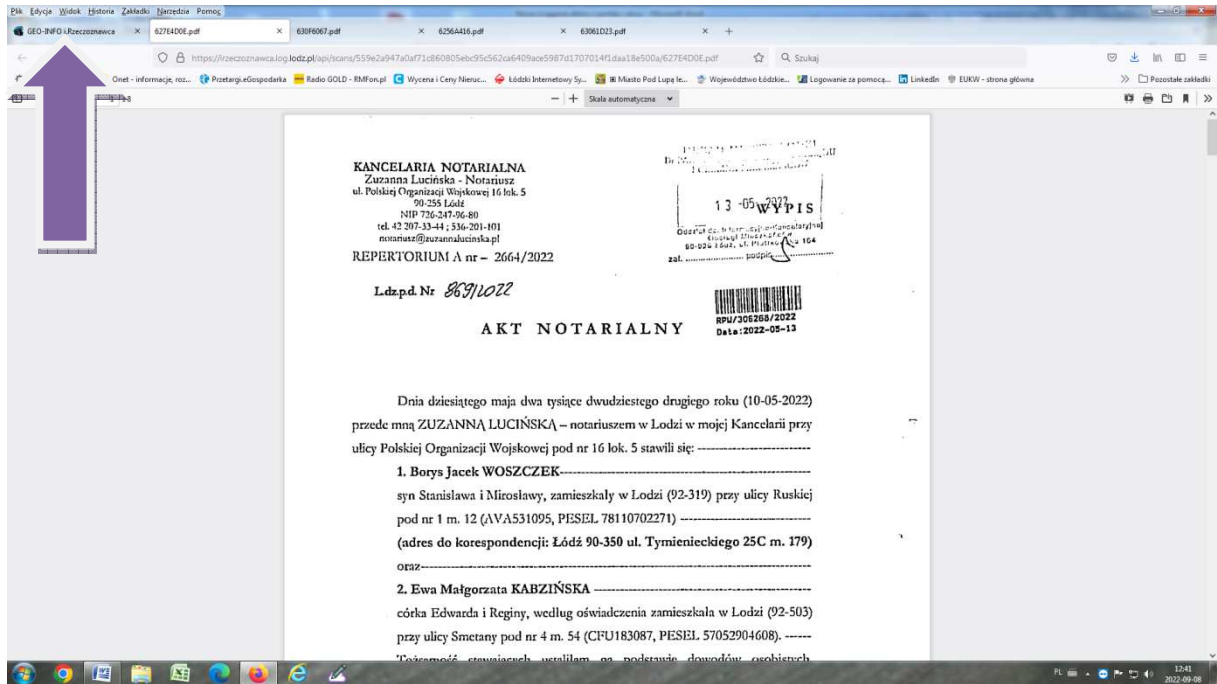 Plik Edycja Widok Historia Zakładki Narzędzia Pomoc
GEO-INFO i.Rzeczoznawca
627E4D0E.pdf
630F6067.pdf
6256A416.pdf
63061D23.pdf
https://irzeczoznawca.log.lodz.pl/api/scans/559e2a947a0af71c860805ebc95c562ca6409ace5987d1707014f1daa18e500a/627E4D0E.pdf
Szukaj
Onet - informacje, roz...
Przetargi.eGospodarka
Radio GOLD - RMFon.pl
Wycena i Ceny Nieruc...
Łódzki Internetowy Sy...
Miasto Pod Lupą Ie...
Województwo Łódzkie...
Logowanie za pomocą...
LinkedIn
EUKW - strona główna
Pozostałe zakładki
Skala automatyczna
KANCELARIA NOTARIALNA
Zuzanna Lucińska - Notariusz
ul. Polskiej Organizacji Wojskowej 16 lok. 5
90-255 Łódź
NIP 726-247-96-80
tel. 42 207-33-44 ; 536-201-101
notariusz@zuzannalucinska.pl
REPERTORIUM A nr – 2664/2022
L.dz.p.d. Nr 869/2022
13 -05- 2022
WYPIS
zał. podpis
RPU/306268/2022
Data:2022-05-13
AKT NOTARIALNY
Dnia dziesiątego maja dwa tysiące dwudziestego drugiego roku (10-05-2022)
przede mną ZUZANNĄ LUCIŃSKĄ – notariuszem w Łodzi w mojej Kancelarii przy
ulicy Polskiej Organizacji Wojskowej pod nr 16 lok. 5 stawili się: ------------------------
1. Borys Jacek WOSZCZEK------------------------------------------------------
syn Stanisława i Mirosławy, zamieszkały w Łodzi (92-319) przy ulicy Ruskiej
pod nr 1 m. 12 (AVA531095, PESEL 78110702271) ----------------------------
(adres do korespondencji: Łódź 90-350 ul. Tymienieckiego 25C m. 179)
oraz------------------------------------------------------------------------------------
2. Ewa Małgorzata KABZIŃSKA -----------------------------------------------
córka Edwarda i Reginy, według oświadczenia zamieszkała w Łodzi (92-503)
przy ulicy Smetany pod nr 4 m. 54 (CFU183087, PESEL 57052904608). ------
Tożsamość stawających ustaliłam na podstawie dowodów osobistych
PL
12:41
2022-09-08